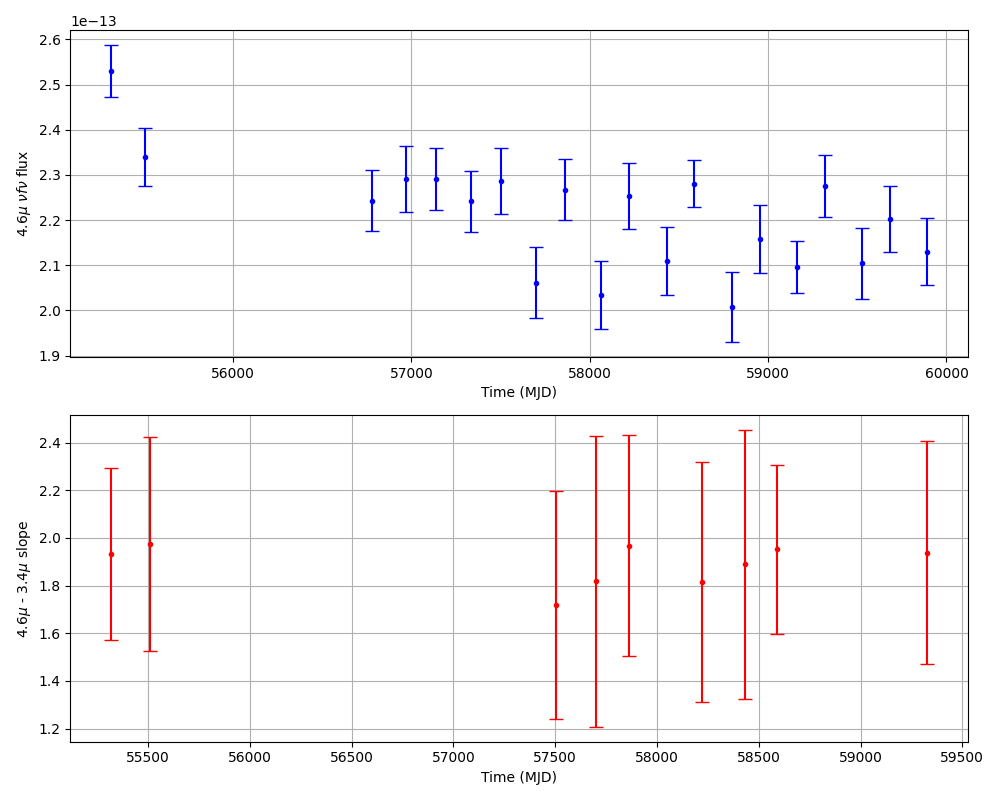 1e−13
2.6
2.5
2.4
2.3
2.2
2.1
2.0
1.9
4.6μ νfν flux
56000 57000 58000 59000 60000
Time (MJD)
2.4
2.2
2.0
1.8
1.6
1.4
1.2
4.6μ - 3.4μ slope
55500 56000 56500 57000 57500 58000 58500 59000 59500
Time (MJD)